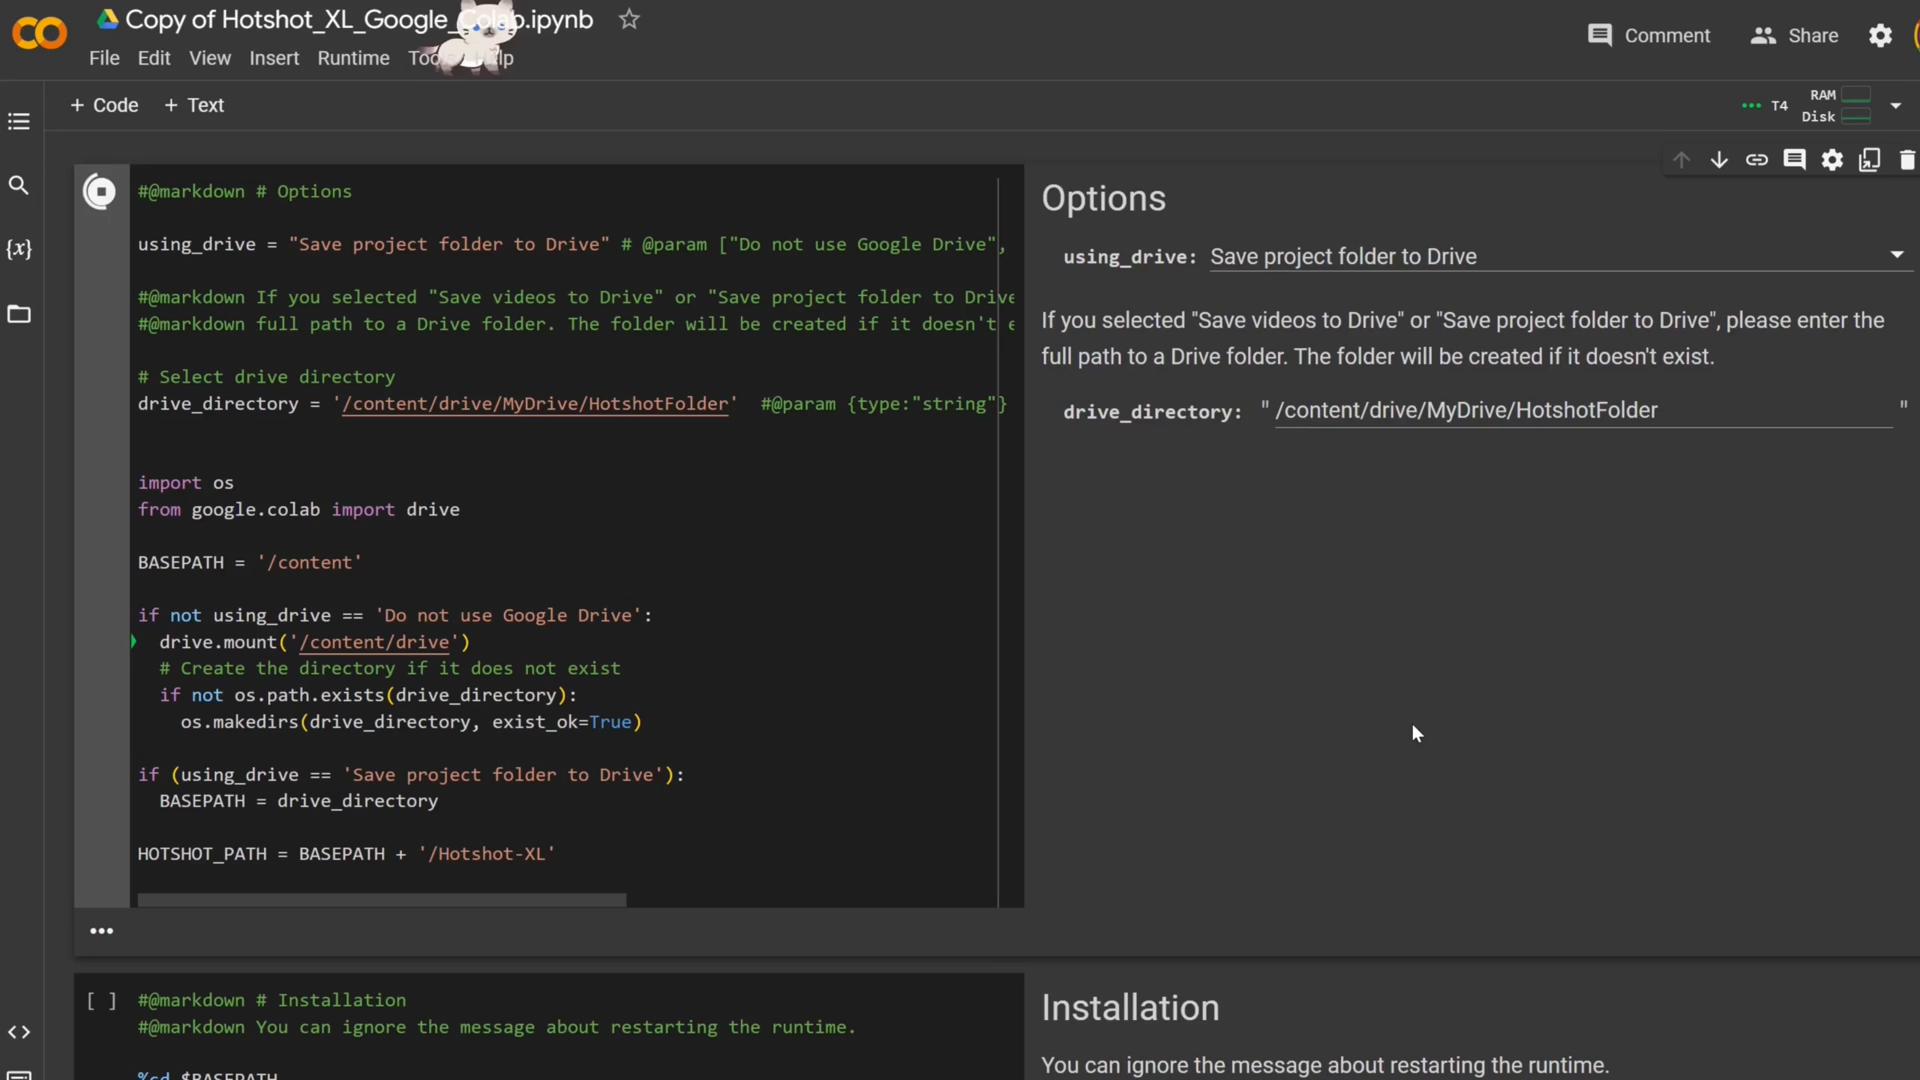 Copy of Hotshot_XL_Google_Colab.ipynb
Comment
Share
File Edit View Insert Runtime Tools Help
+ Code + Text
T4
RAM
Disk
#@markdown # Options
using_drive = "Save project folder to Drive" # @param ["Do not use Google Drive",
#@markdown If you selected "Save videos to Drive" or "Save project folder to Drive
#@markdown full path to a Drive folder. The folder will be created if it doesn't e
# Select drive directory
drive_directory = '/content/drive/MyDrive/HotshotFolder' #@param {type:"string"}
import os
from google.colab import drive
BASEPATH = '/content'
if not using_drive == 'Do not use Google Drive':
drive.mount('/content/drive')
# Create the directory if it does not exist
if not os.path.exists(drive_directory):
os.makedirs(drive_directory, exist_ok=True)
if (using_drive == 'Save project folder to Drive'):
BASEPATH = drive_directory
HOTSHOT_PATH = BASEPATH + '/Hotshot-XL'
Options
using_drive: Save project folder to Drive
If you selected "Save videos to Drive" or "Save project folder to Drive", please enter the
full path to a Drive folder. The folder will be created if it doesn't exist.
drive_directory: "/content/drive/MyDrive/HotshotFolder"
[ ]
#@markdown # Installation
#@markdown You can ignore the message about restarting the runtime.
%cd $BASEPATH
Installation
You can ignore the message about restarting the runtime.